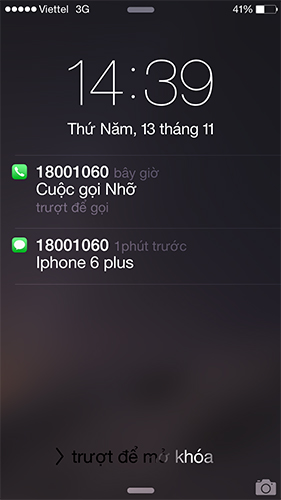 Viettel 3G 41%
14:39
Thứ Năm, 13 tháng 11
18001060 bây giờ
Cuộc gọi Nhỡ
trượt để gọi
18001060 1phút trước
Iphone 6 plus
trượt để mở khóa